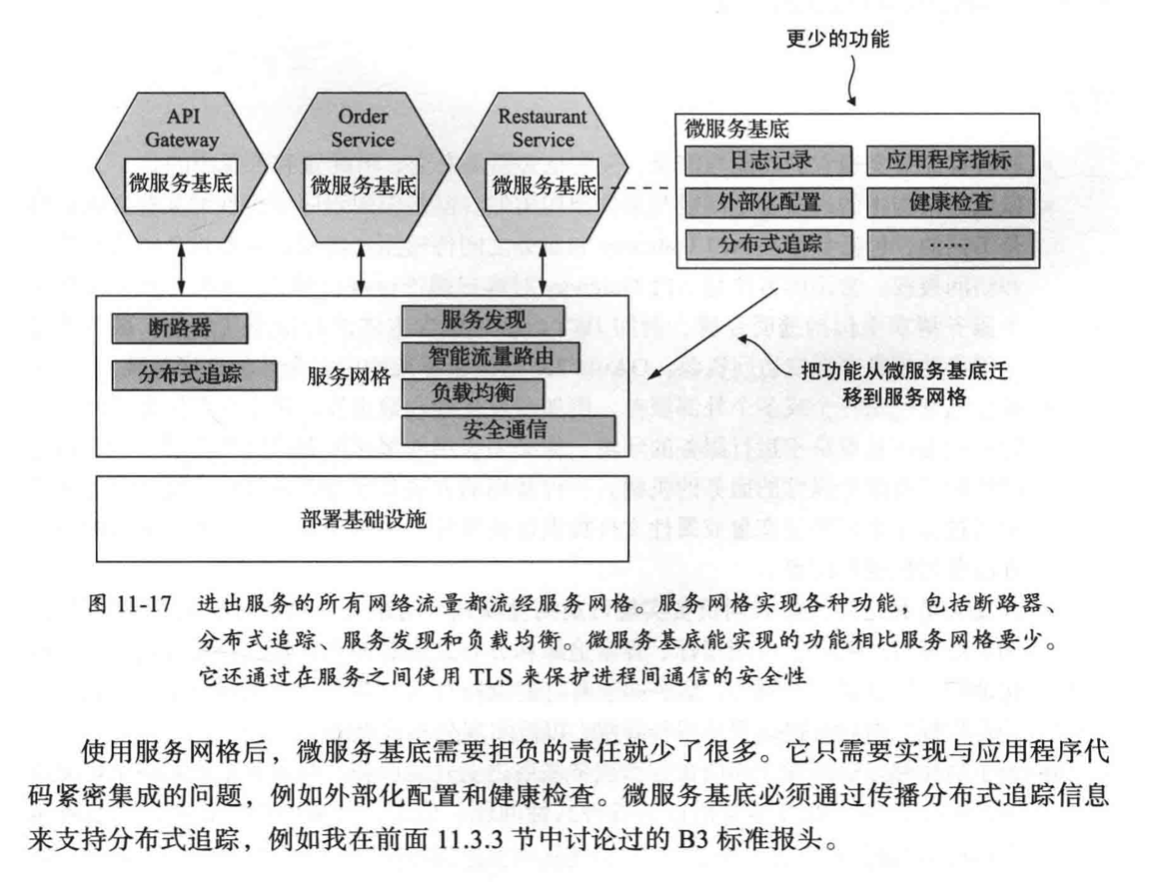 更少的功能
API
Gateway
微服务基底
Order
Service
微服务基底
Restaurant
Service
微服务基底
微服务基底
日志记录
应用程序指标
外部化配置
健康检查
分布式追踪
……
断路器
分布式追踪
服务网格
服务发现
智能流量路由
负载均衡
安全通信
把功能从微服务基底迁
移到服务网格
部署基础设施
图 11-17 进出服务的所有网络流量都流经服务网格。服务网格实现各种功能，包括断路器、
分布式追踪、服务发现和负载均衡。微服务基底能实现的功能相比服务网格要少。
它还通过在服务之间使用 TLS 来保护进程间通信的安全性
使用服务网格后，微服务基底需要担负的责任就少了很多。它只需要实现与应用程序代
码紧密集成的问题，例如外部化配置和健康检查。微服务基底必须通过传播分布式追踪信息
来支持分布式追踪，例如我在前面 11.3.3 节中讨论过的 B3 标准报头。